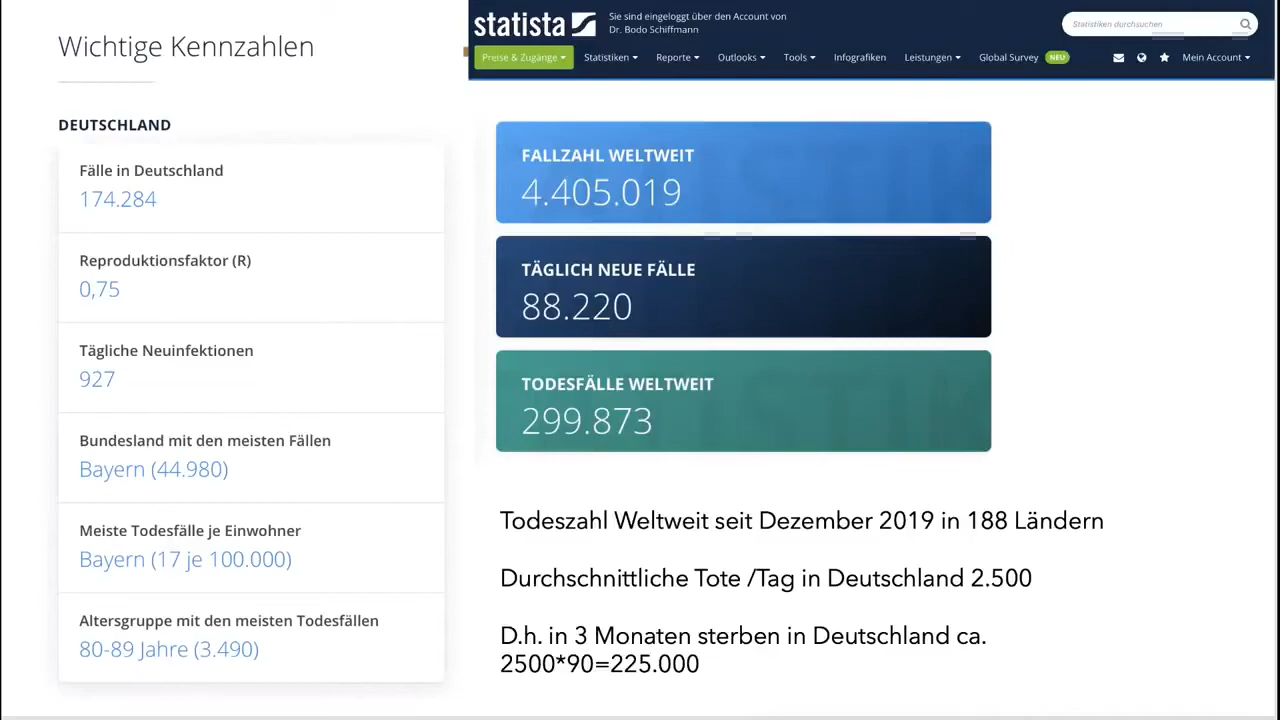 Wichtige Kennzahlen
DEUTSCHLAND
Fälle in Deutschland
174.284
Reproduktionsfaktor (R)
0,75
Tägliche Neuinfektionen
927
Bundesland mit den meisten Fällen
Bayern (44.980)
Meiste Todesfälle je Einwohner
Bayern (17 je 100.000)
Altersgruppe mit den meisten Todesfällen
80-89 Jahre (3.490)
statista
Sie sind eingeloggt über den Account von
Dr. Bodo Schiffmann
Statistiken durchsuchen
Preise & Zugänge
Statistiken
Reporte
Outlooks
Tools
Infografiken
Leistungen
Global Survey
NEU
Mein Account
FALLZAHL WELTWEIT
4.405.019
TÄGLICH NEUE FÄLLE
88.220
TODESFÄLLE WELTWEIT
299.873
Todeszahl Weltweit seit Dezember 2019 in 188 Ländern
Durchschnittliche Tote /Tag in Deutschland 2.500
D.h. in 3 Monaten sterben in Deutschland ca.
2500*90=225.000